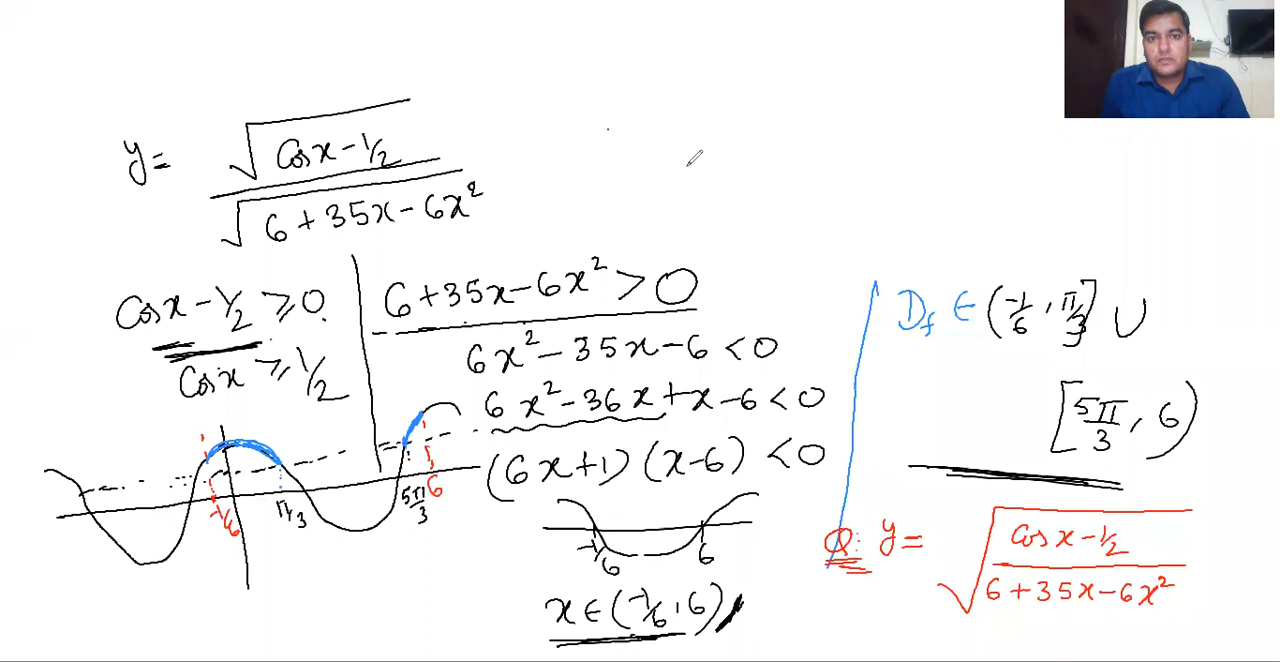 y = √(cos x - 1/2) / √(6 + 35x - 6x²)
cos x - 1/2 ⩾ 0
cos x ⩾ 1/2
-1/6
π/3
5π/3
6
6 + 35x - 6x² > 0
6x² - 35x - 6 < 0
6x² - 36x + x - 6 < 0
(6x + 1) (x - 6) < 0
-1/6
6
x ∈ (-1/6, 6)
D_f ∈ (-1/6, π/3] ∪
[5π/3, 6)
Q: y = √((cos x - 1/2) / (6 + 35x - 6x²))